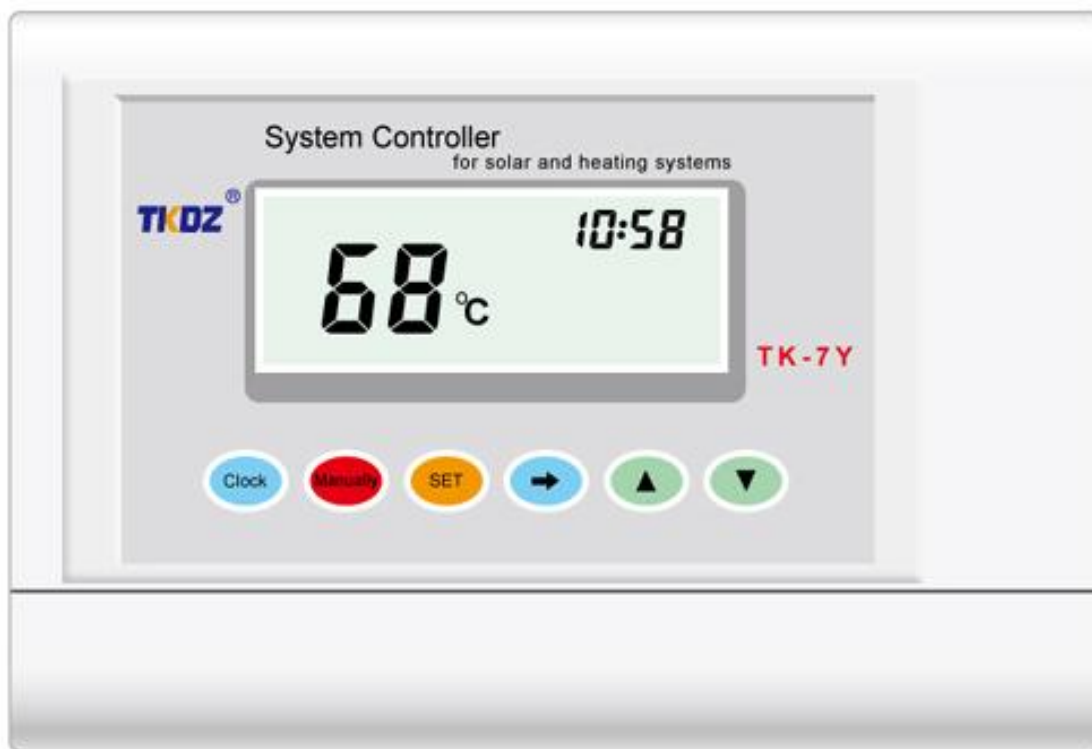 System Controller
for solar and heating systems
TKDZ®
10:58
68 °C
TK-7Y
Clock Manually SET